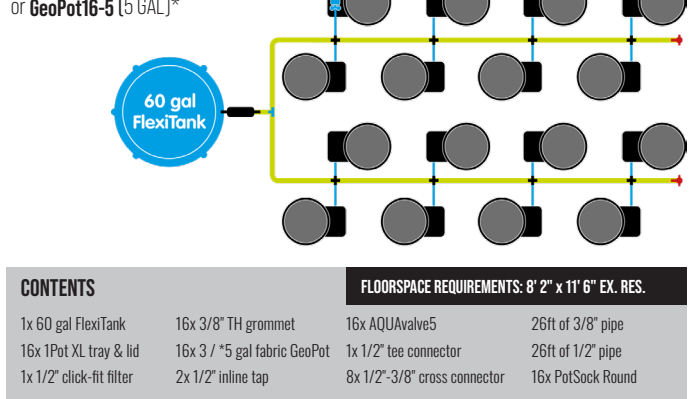 or GeoPot16-5 (5 GAL)*
60 gal
FlexiTank
CONTENTS
FLOORSPACE REQUIREMENTS: 8' 2" x 11' 6" EX. RES.
1x 60 gal FlexiTank
16x 3/8" TH grommet
16x AQUAvalve5
26ft of 3/8" pipe
16x 1Pot XL tray & lid
16x 3 / *5 gal fabric GeoPot
1x 1/2" tee connector
26ft of 1/2" pipe
1x 1/2" click-fit filter
2x 1/2" inline tap
8x 1/2"-3/8" cross connector
16x PotSock Round